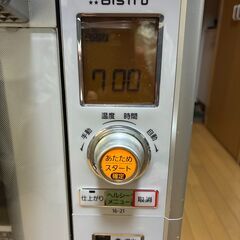 BISTRO
7:00
温度 時間
手動
自動
あたため
スタート
確定
仕上がり
ヘルシー
メニュー
取消
16-21